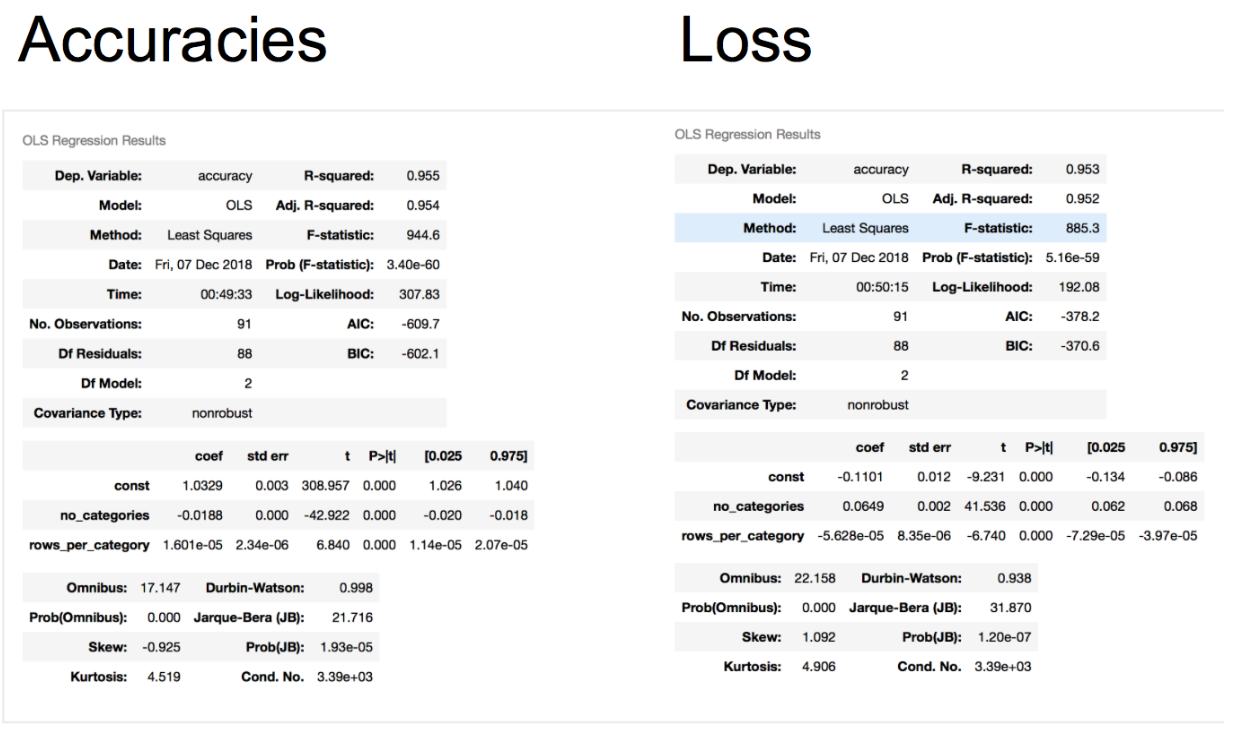 Accuracies
OLS Regression Results
Dep. Variable: accuracy R-squared: 0.955
Model: OLS Adj. R-squared: 0.954
Method: Least Squares F-statistic: 944.6
Date: Fri, 07 Dec 2018 Prob (F-statistic): 3.40e-60
Time: 00:49:33 Log-Likelihood: 307.83
No. Observations: 91 AIC: -609.7
Df Residuals: 88 BIC: -602.1
Df Model: 2
Covariance Type: nonrobust
coef std err t P>|t| [0.025 0.975]
const 1.0329 0.003 308.957 0.000 1.026 1.040
no_categories -0.0188 0.000 -42.922 0.000 -0.020 -0.018
rows_per_category 1.601e-05 2.34e-06 6.840 0.000 1.14e-05 2.07e-05
Omnibus: 17.147 Durbin-Watson: 0.998
Prob(Omnibus): 0.000 Jarque-Bera (JB): 21.716
Skew: -0.925 Prob(JB): 1.93e-05
Kurtosis: 4.519 Cond. No. 3.39e+03
Loss
OLS Regression Results
Dep. Variable: accuracy R-squared: 0.953
Model: OLS Adj. R-squared: 0.952
Method: Least Squares F-statistic: 885.3
Date: Fri, 07 Dec 2018 Prob (F-statistic): 5.16e-59
Time: 00:50:15 Log-Likelihood: 192.08
No. Observations: 91 AIC: -378.2
Df Residuals: 88 BIC: -370.6
Df Model: 2
Covariance Type: nonrobust
coef std err t P>|t| [0.025 0.975]
const -0.1101 0.012 -9.231 0.000 -0.134 -0.086
no_categories 0.0649 0.002 41.536 0.000 0.062 0.068
rows_per_category -5.628e-05 8.35e-06 -6.740 0.000 -7.29e-05 -3.97e-05
Omnibus: 22.158 Durbin-Watson: 0.938
Prob(Omnibus): 0.000 Jarque-Bera (JB): 31.870
Skew: 1.092 Prob(JB): 1.20e-07
Kurtosis: 4.906 Cond. No. 3.39e+03